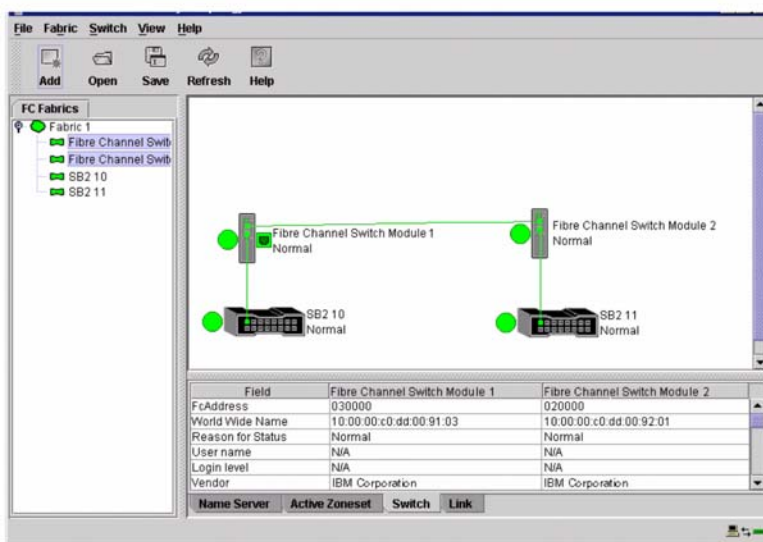 File Fabric Switch View Help
Add Open Save Refresh Help
FC Fabrics
Fabric 1
Fibre Channel Swit
Fibre Channel Swit
SB2 10
SB2 11
Fibre Channel Switch Module 1
Normal
Fibre Channel Switch Module 2
Normal
SB2 10
Normal
SB2 11
Normal
Field Fibre Channel Switch Module 1 Fibre Channel Switch Module 2
FcAddress 030000 020000
World Wide Name 10:00:00:c0:dd:00:91:03 10:00:00:c0:dd:00:92:01
Reason for Status Normal Normal
User name N/A N/A
Login level N/A N/A
Vendor IBM Corporation IBM Corporation
Name Server Active Zoneset Switch Link